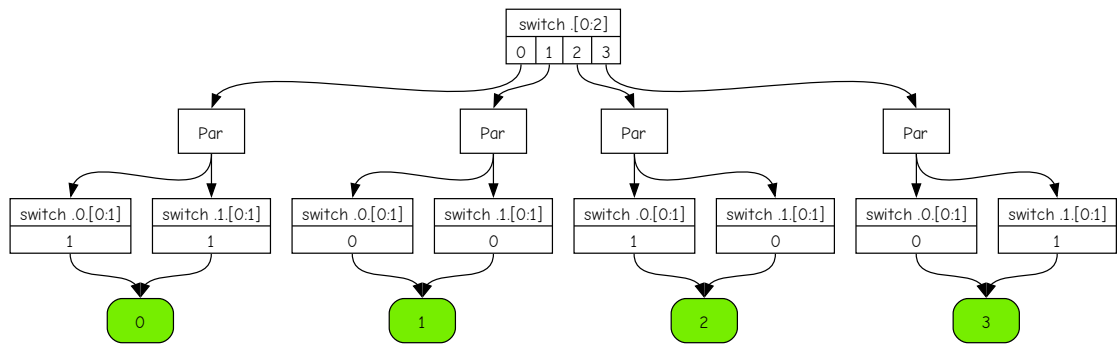 switch .[0:2]
0 1 2 3
Par Par Par Par
switch .0.[0:1] switch .1.[0:1] switch .0.[0:1] switch .1.[0:1] switch .0.[0:1] switch .1.[0:1] switch .0.[0:1] switch .1.[0:1]
1 1 0 0 1 0 0 1
0 1 2 3